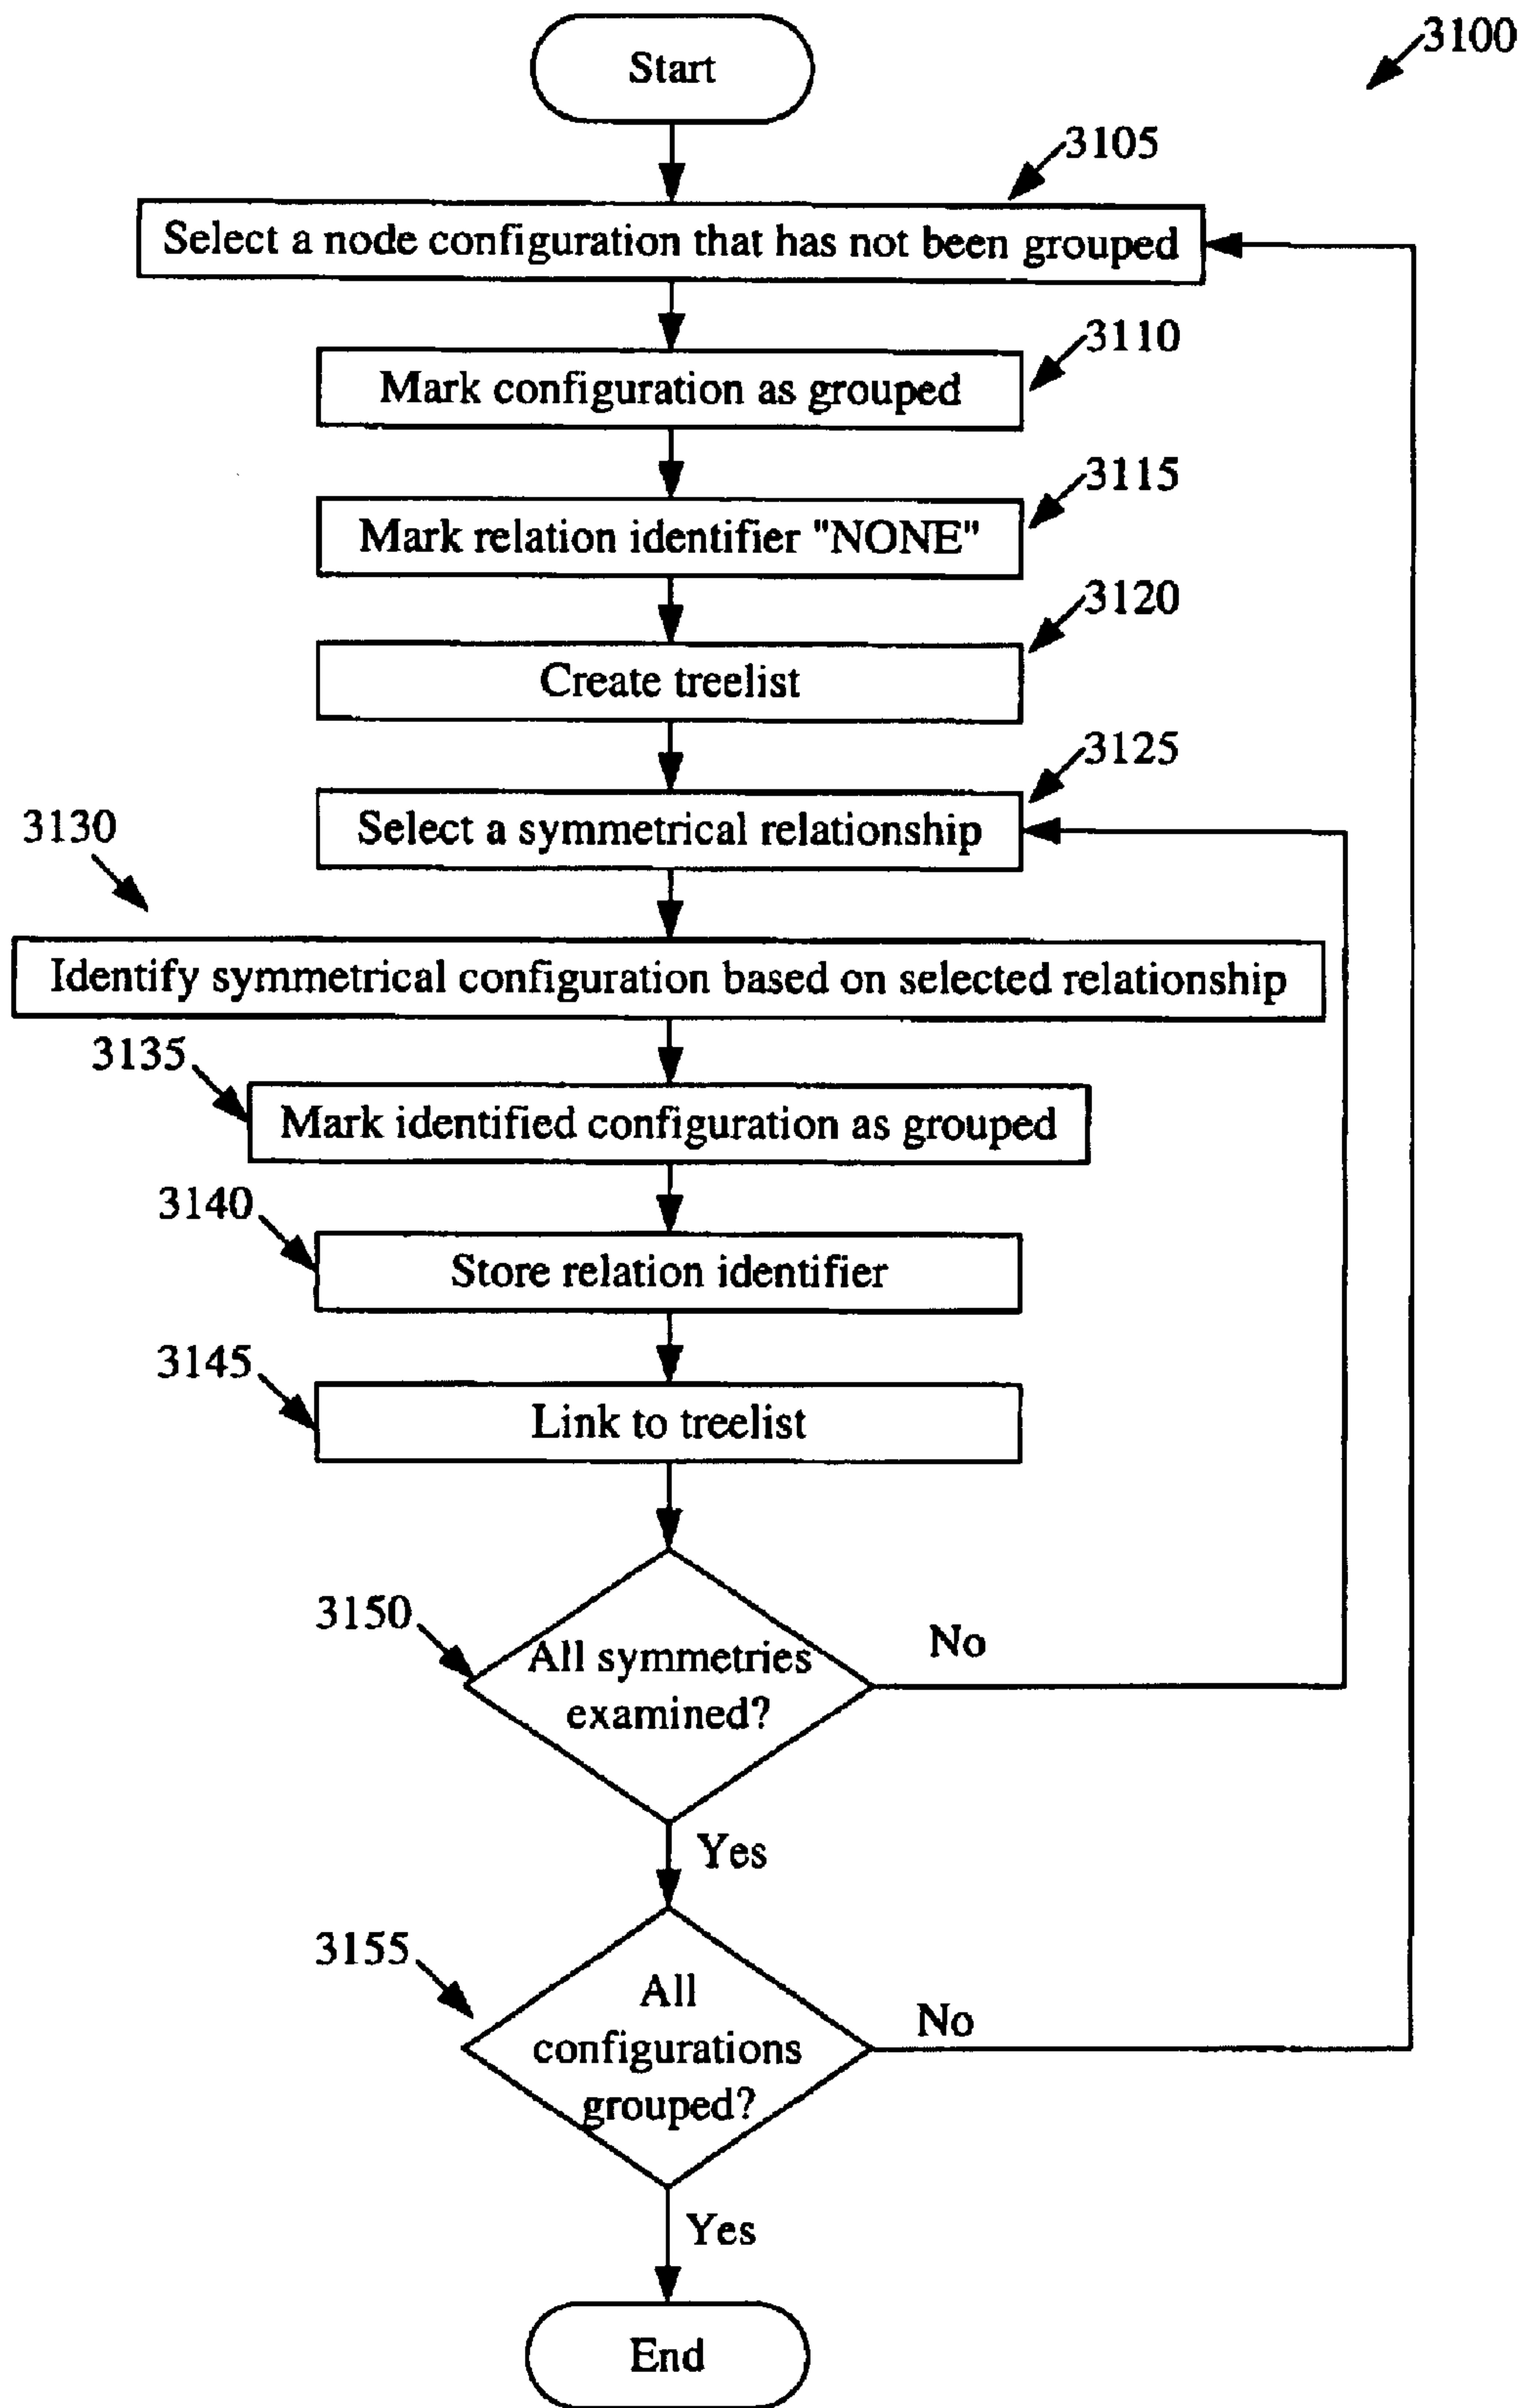 3100
Start
3105
Select a node configuration that has not been grouped
3110
Mark configuration as grouped
3115
Mark relation identifier "NONE"
3120
Create treelist
3125
Select a symmetrical relationship
3130
Identify symmetrical configuration based on selected relationship
3135
Mark identified configuration as grouped
3140
Store relation identifier
3145
Link to treelist
3150
All symmetries
examined?
No
Yes
3155
All
configurations
grouped?
No
Yes
End